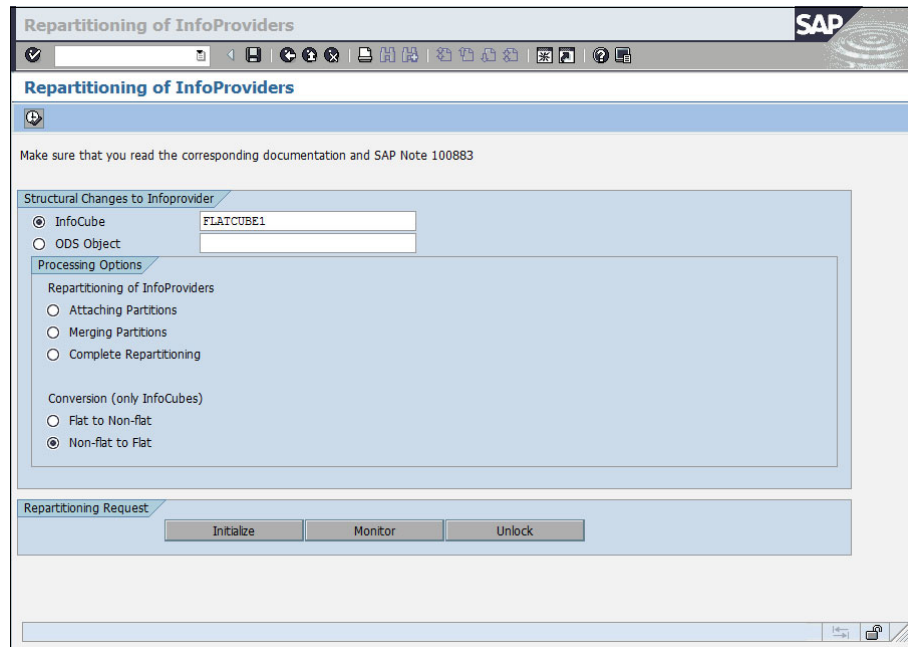 Repartitioning of InfoProviders
SAP
Repartitioning of InfoProviders
Make sure that you read the corresponding documentation and SAP Note 100883
Structural Changes to Infoprovider
InfoCube FLATCUBE1
ODS Object
Processing Options
Repartitioning of InfoProviders
Attaching Partitions
Merging Partitions
Complete Repartitioning
Conversion (only InfoCubes)
Flat to Non-flat
Non-flat to Flat
Repartitioning Request
Initialize Monitor Unlock